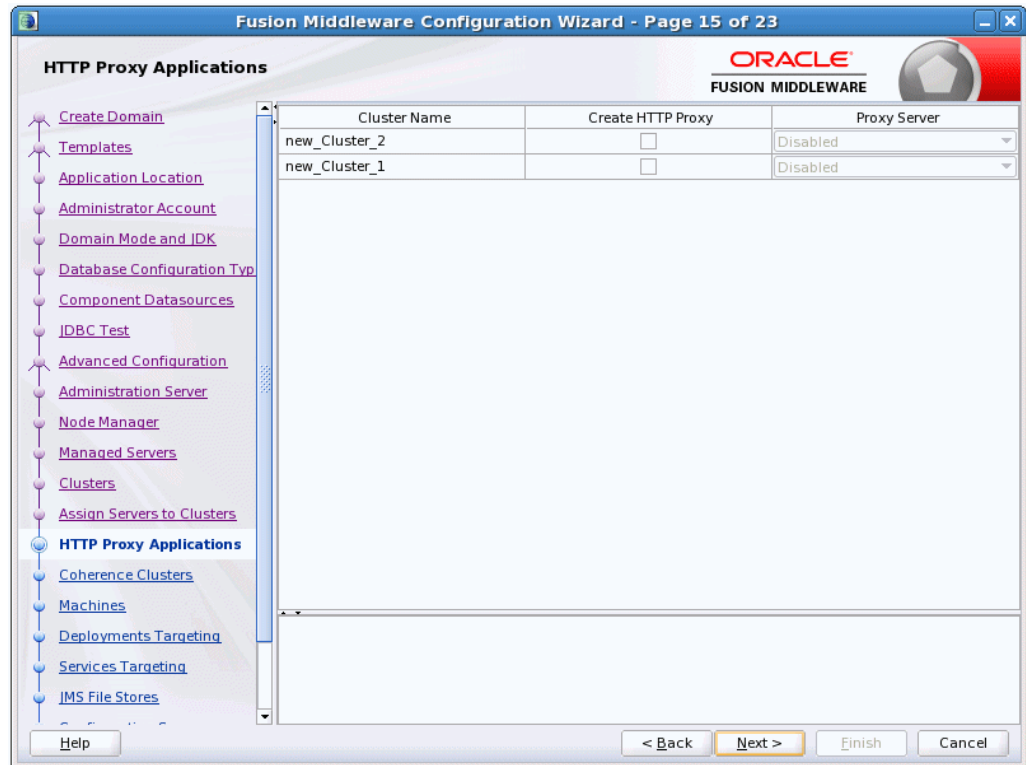 Fusion Middleware Configuration Wizard - Page 15 of 23
HTTP Proxy Applications
ORACLE
FUSION MIDDLEWARE
Create Domain
Templates
Application Location
Administrator Account
Domain Mode and JDK
Database Configuration Typ
Component Datasources
JDBC Test
Advanced Configuration
Administration Server
Node Manager
Managed Servers
Clusters
Assign Servers to Clusters
HTTP Proxy Applications
Coherence Clusters
Machines
Deployments Targeting
Services Targeting
JMS File Stores
Cluster Name Create HTTP Proxy Proxy Server
new_Cluster_2 Disabled
new_Cluster_1 Disabled
Help < Back Next > Finish Cancel